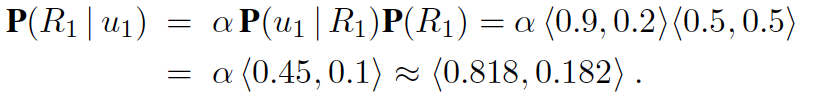 P(R₁ | u₁) = α P(u₁ | R₁)P(R₁) = α ⟨0.9, 0.2⟩⟨0.5, 0.5⟩
= α ⟨0.45, 0.1⟩ ≈ ⟨0.818, 0.182⟩ .